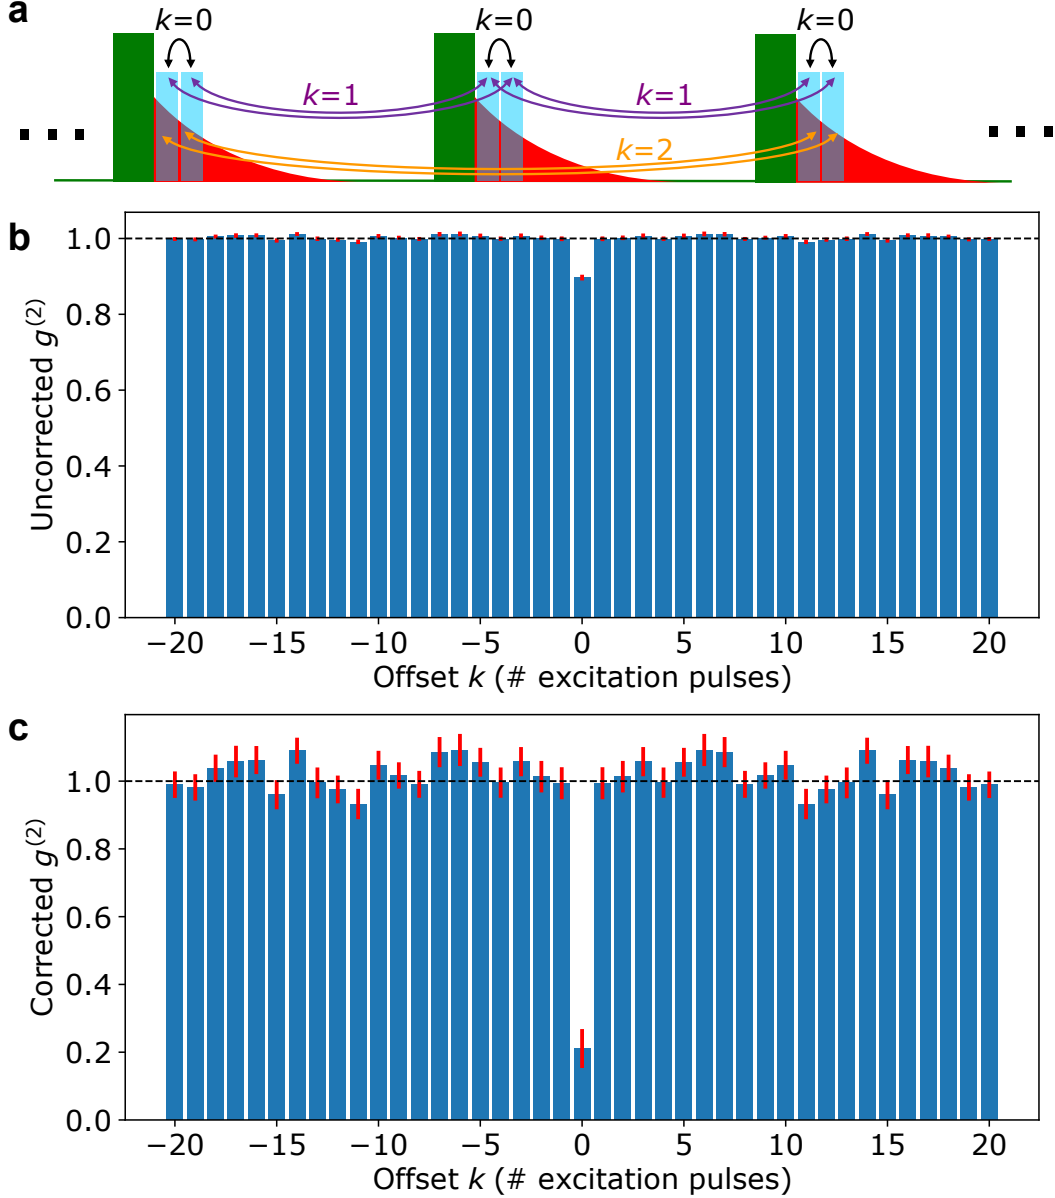 a
k=0 k=0 k=0
k=1 k=1
k=2
b
1.0
0.8
0.6
0.4
0.2
0.0
Uncorrected g(2)
−20 −15 −10 −5 0 5 10 15 20
Offset k (# excitation pulses)
c
1.0
0.8
0.6
0.4
0.2
0.0
Corrected g(2)
−20 −15 −10 −5 0 5 10 15 20
Offset k (# excitation pulses)